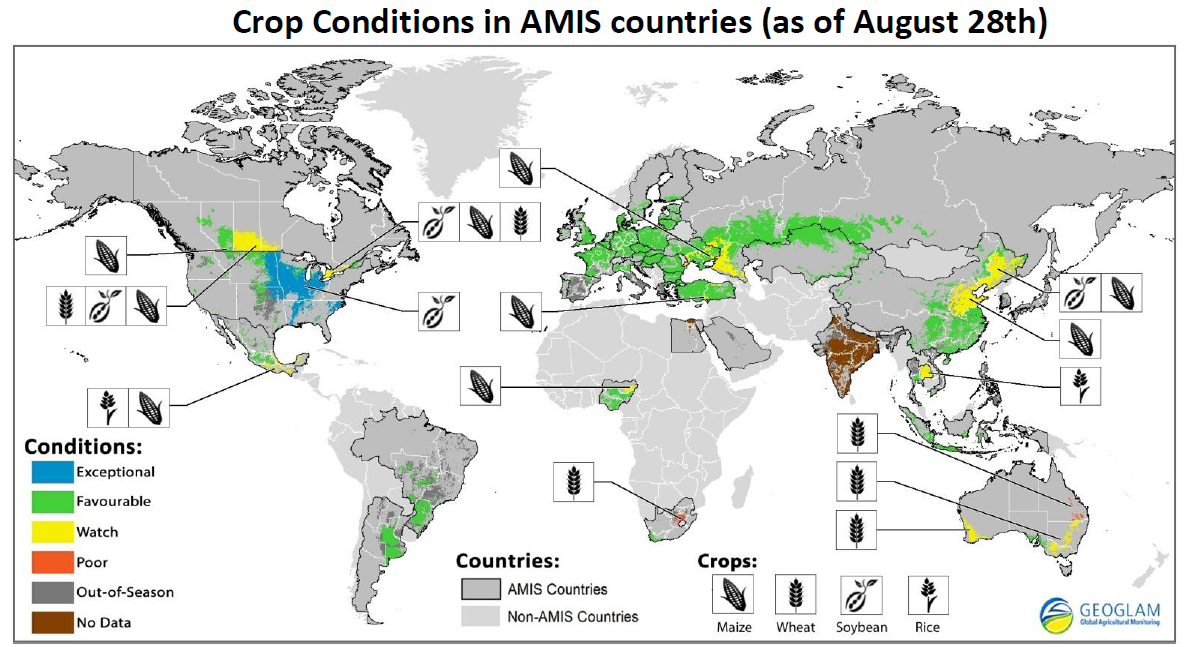 Crop Conditions in AMIS countries (as of August 28th)
Conditions:
Exceptional
Favourable
Watch
Poor
Out-of-Season
No Data
Countries:
AMIS Countries
Non-AMIS Countries
Crops:
Maize
Wheat
Soybean
Rice
GEOGLAM
Global Agricultural Monitoring